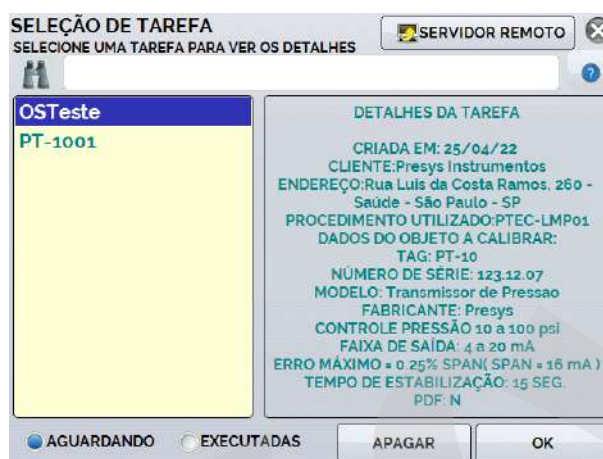 SELEÇÃO DE TAREFA
SELECIONE UMA TAREFA PARA VER OS DETALHES
SERVIDOR REMOTO
?
OSTeste
PT-1001
DETALHES DA TAREFA
CRIADA EM: 25/04/22
CLIENTE:Presys Instrumentos
ENDEREÇO:Rua Luis da Costa Ramos, 260 -
Saúde - São Paulo - SP
PROCEDIMENTO UTILIZADO:PTEC-LMP01
DADOS DO OBJETO A CALIBRAR:
TAG: PT-10
NÚMERO DE SÉRIE: 123.12.07
MODELO: Transmissor de Pressao
FABRICANTE: Presys
CONTROLE PRESSÃO 10 a 100 psi
FAIXA DE SAÍDA: 4 a 20 mA
ERRO MÁXIMO = 0.25% SPAN( SPAN = 16 mA )
TEMPO DE ESTABILIZAÇÃO: 15 SEG.
PDF: N
AGUARDANDO
EXECUTADAS
APAGAR
OK